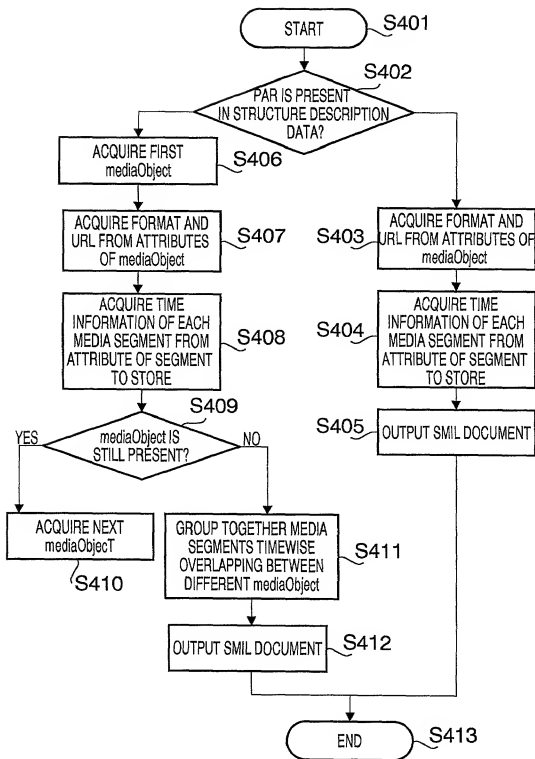 START
S401
S402
PAR IS PRESENT
IN STRUCTURE DESCRIPTION
DATA?
ACQUIRE FIRST
mediaObject
S406
ACQUIRE FORMAT AND
URL FROM ATTRIBUTES
OF mediaObject
S407
S403
ACQUIRE FORMAT AND
URL FROM ATTRIBUTES OF
mediaObject
ACQUIRE TIME
INFORMATION OF EACH
MEDIA SEGMENT FROM
ATTRIBUTE OF SEGMENT
TO STORE
S408
S404
ACQUIRE TIME
INFORMATION OF EACH
MEDIA SEGMENT FROM
ATTRIBUTE OF SEGMENT
TO STORE
S409
YES
mediaObject IS
STILL PRESENT?
NO
S405
OUTPUT SMIL DOCUMENT
ACQUIRE NEXT
mediaObjecT
S410
GROUP TOGETHER MEDIA
SEGMENTS TIMEWISE
OVERLAPPING BETWEEN
DIFFERENT mediaObject
S411
OUTPUT SMIL DOCUMENT
S412
END
S413